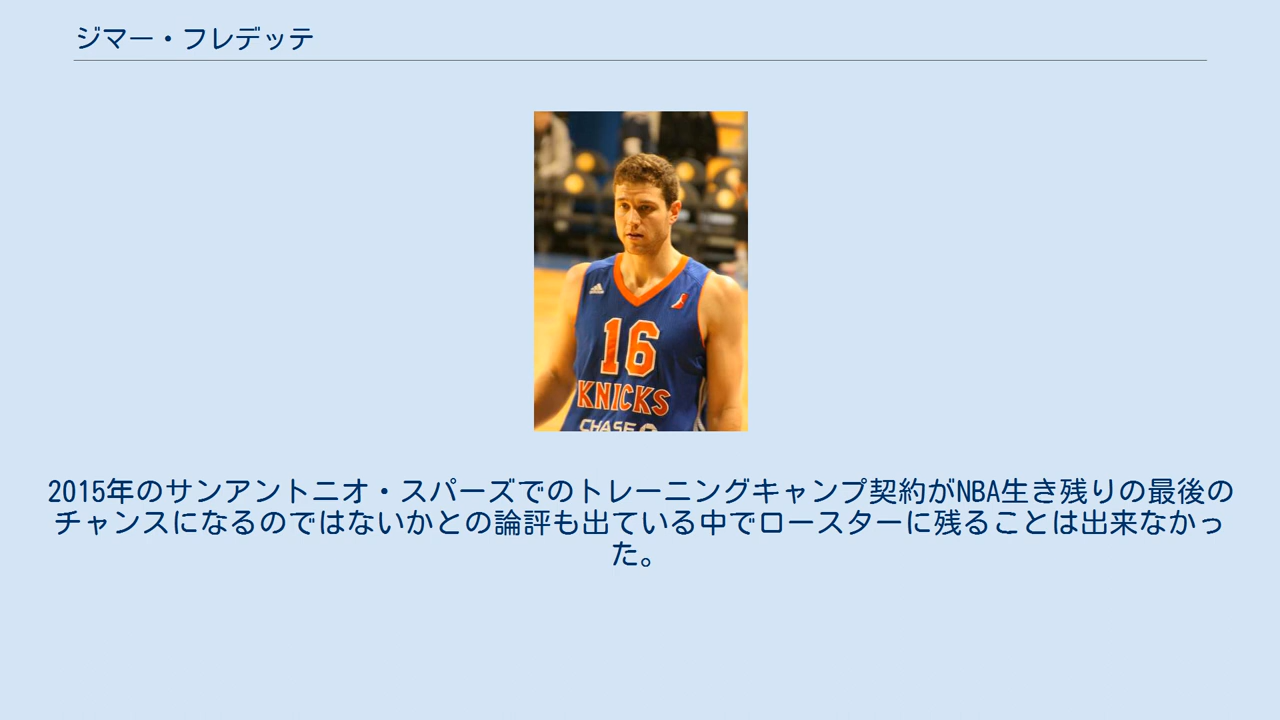 ジマー・フレデッテ
16
KNICKS
CHASE
2015年のサンアントニオ・スパーズでのトレーニングキャンプ契約がNBA生き残りの最後の
チャンスになるのではないかとの論評も出ている中でロースターに残ることは出来なかっ
た。